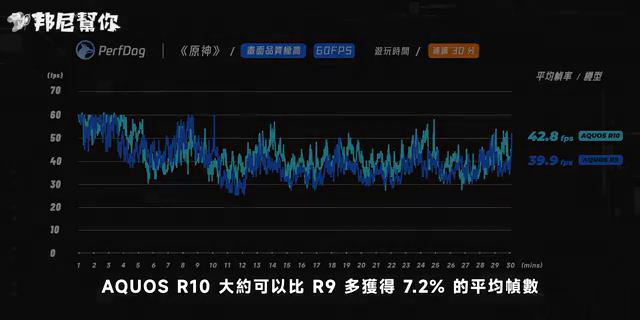 邦尼幫你
PerfDog 《原神》 / 畫面品質極高 60FPS 遊玩時間 / 連續 30 分
(fps) 平均幀率 / 機型
70
60
50
40
30
20
10
0
42.8 fps AQUOS R10
39.9 fps AQUOS R9
1 2 3 4 5 6 7 8 9 10 11 12 13 14 15 16 17 18 19 20 21 22 23 24 25 26 27 28 29 30 (mins)
AQUOS R10 大約可以比 R9 多獲得 7.2% 的平均幀數